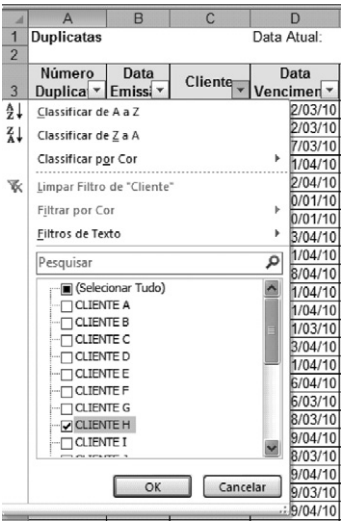 A B C D
1 Duplicatas Data Atual:
2
Número Data Cliente Data
3 Duplica Emiss Vencimen
Classificar de A a Z
Classificar de Z a A
Classificar por Cor
Limpar Filtro de "Cliente"
Filtrar por Cor
Filtros de Texto
Pesquisar
(Selecionar Tudo)
CLIENTE A
CLIENTE B
CLIENTE C
CLIENTE D
CLIENTE E
CLIENTE F
CLIENTE G
CLIENTE H
CLIENTE I
OK Cancelar
2/03/10
2/03/10
7/03/10
1/04/10
2/04/10
0/01/10
0/01/10
3/04/10
1/04/10
8/04/10
1/04/10
1/04/10
1/03/10
3/04/10
1/04/10
6/04/10
6/03/10
8/03/10
9/04/10
8/03/10
9/04/10
9/03/10
9/04/10